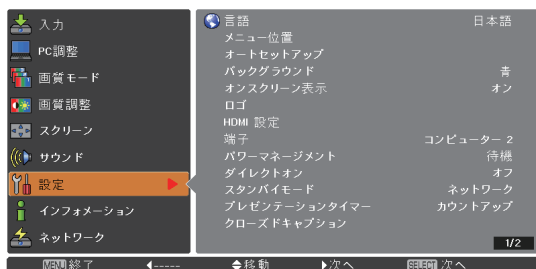 入力
PC調整
画質モード
画質調整
スクリーン
サウンド
設定
インフォメーション
ネットワーク
言語 日本語
メニュー位置
オートセットアップ
バックグラウンド 青
オンスクリーン表示 オン
ロゴ
HDMI 設定
端子 コンピューター 2
パワーマネージメント 待機
ダイレクトオン オフ
スタンバイモード ネットワーク
プレゼンテーションタイマー カウントアップ
クローズドキャプション
1/2
MENU 終了 ◀----- 移動 ▶次へ SELECT 次へ